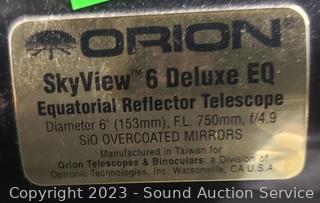 ORION
SkyView™ 6 Deluxe EQ
Equatorial Reflector Telescope
Diameter 6" (153mm), F.L. 750mm, f/4.9
SiO OVERCOATED MIRRORS
Manufactured in Taiwan for
Orion Telescopes & Binoculars, a Division of
Optronic Technologies, Inc. Watsonville, CA U.S.A.
Copyright 2023 - Sound Auction Service